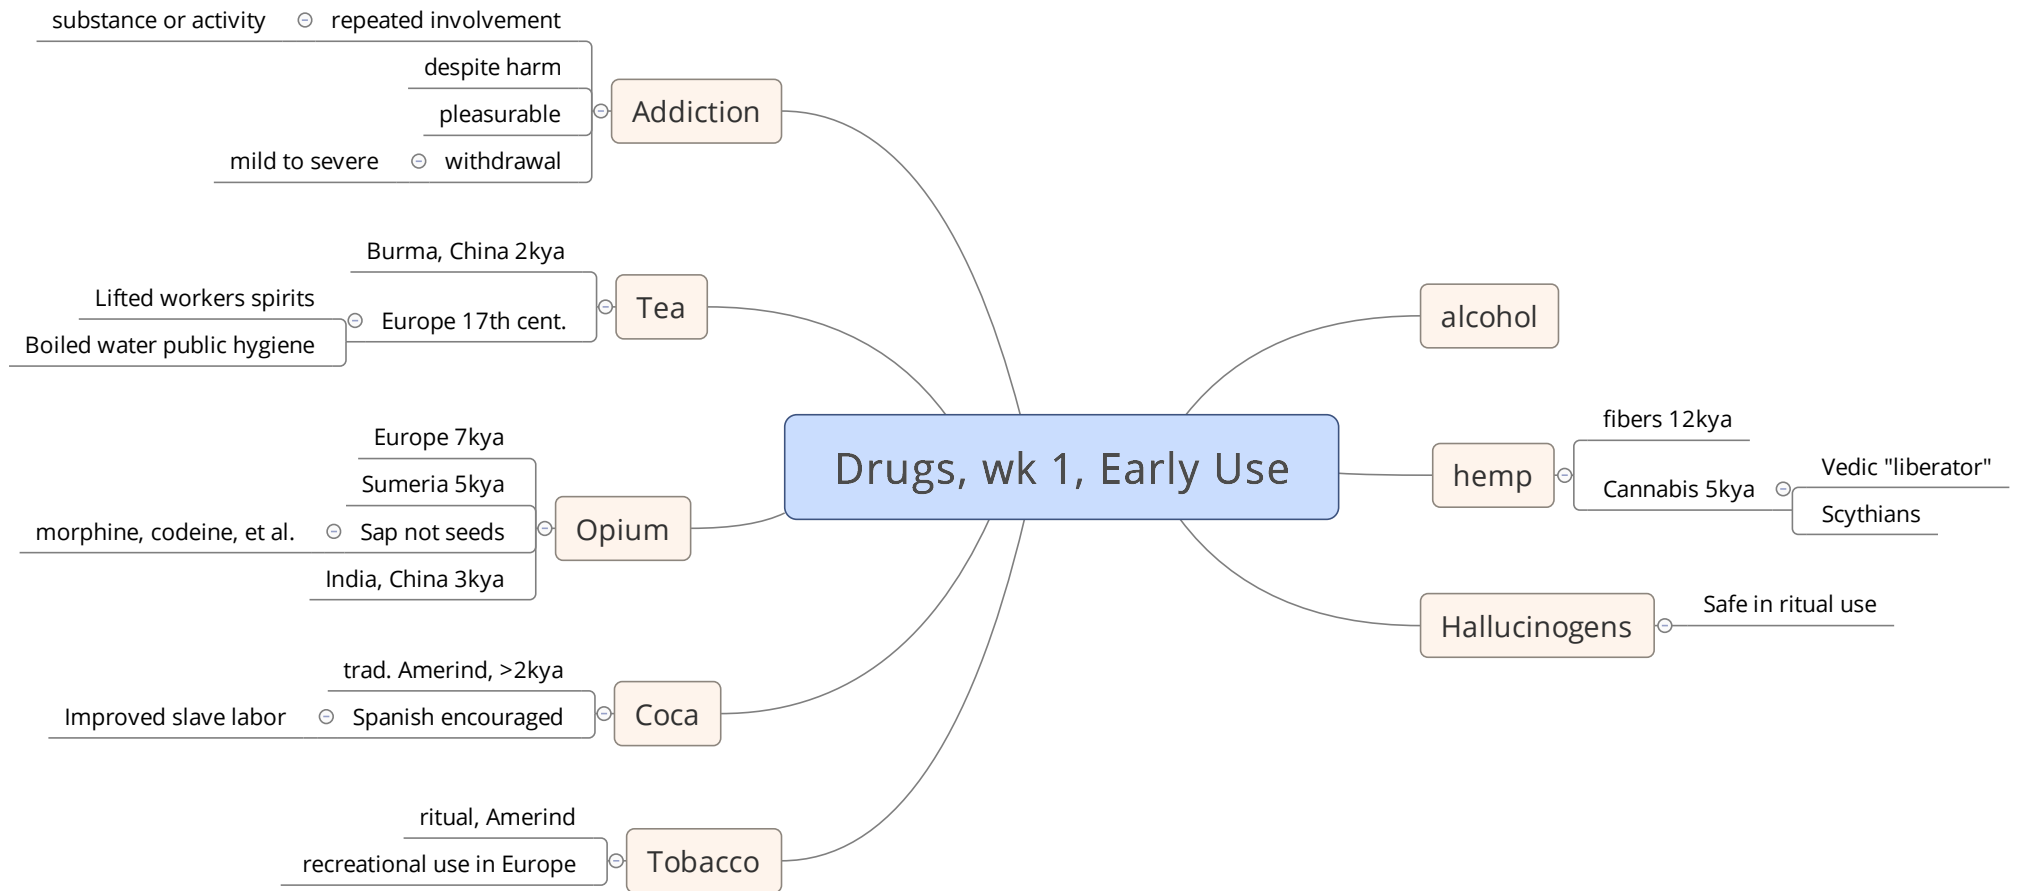 substance or activity
repeated involvement
despite harm
pleasurable
mild to severe
withdrawal
Addiction
Burma, China 2kya
Lifted workers spirits
Boiled water public hygiene
Europe 17th cent.
Tea
Europe 7kya
Sumeria 5kya
morphine, codeine, et al.
Sap not seeds
India, China 3kya
Opium
trad. Amerind, >2kya
Improved slave labor
Spanish encouraged
Coca
ritual, Amerind
recreational use in Europe
Tobacco
Drugs, wk 1, Early Use
alcohol
hemp
fibers 12kya
Cannabis 5kya
Vedic "liberator"
Scythians
Hallucinogens
Safe in ritual use